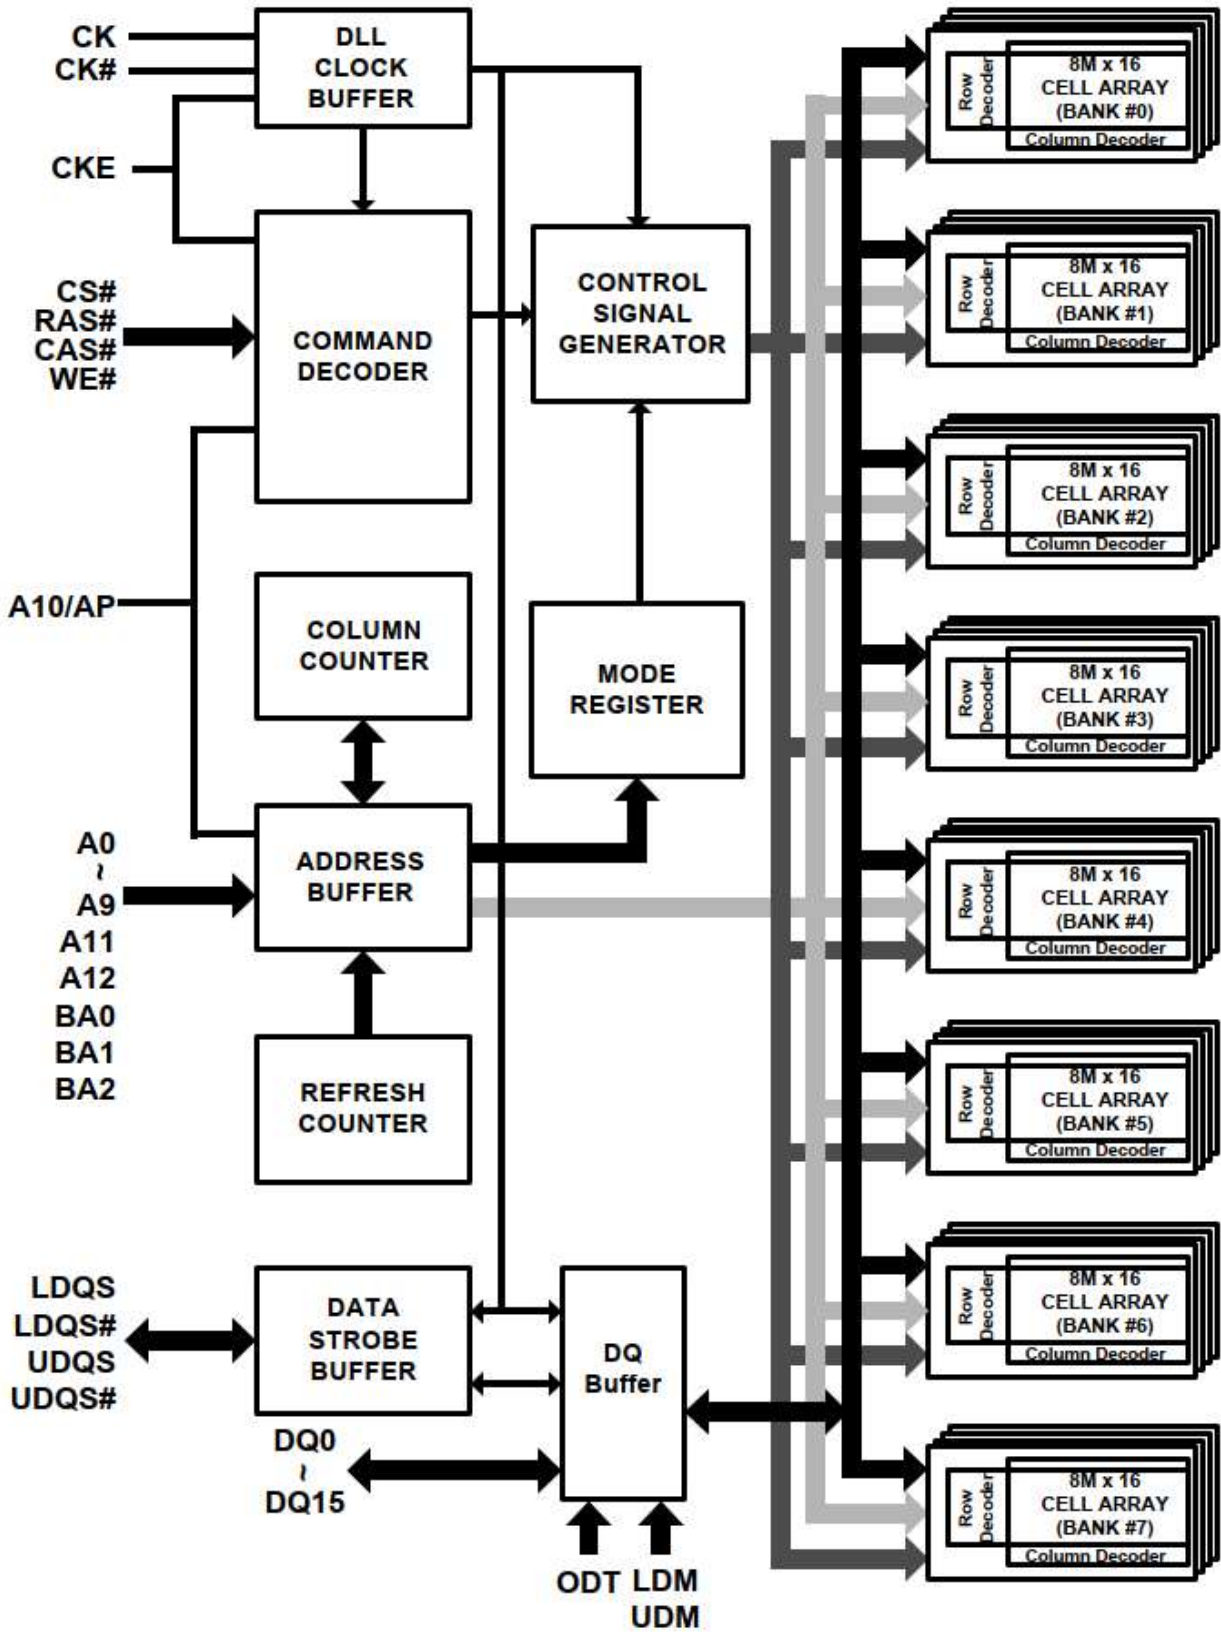 CK
CK#
CKE
CS#
RAS#
CAS#
WE#
A10/AP
A0
~
A9
A11
A12
BA0
BA1
BA2
LDQS
LDQS#
UDQS
UDQS#
DLL
CLOCK
BUFFER
COMMAND
DECODER
COLUMN
COUNTER
ADDRESS
BUFFER
REFRESH
COUNTER
DATA
STROBE
BUFFER
DQ0
~
DQ15
CONTROL
SIGNAL
GENERATOR
MODE
REGISTER
DQ
Buffer
ODT
LDM
UDM
Row
Decoder
8M x 16
CELL ARRAY
(BANK #0)
Column Decoder
Row
Decoder
8M x 16
CELL ARRAY
(BANK #1)
Column Decoder
Row
Decoder
8M x 16
CELL ARRAY
(BANK #2)
Column Decoder
Row
Decoder
8M x 16
CELL ARRAY
(BANK #3)
Column Decoder
Row
Decoder
8M x 16
CELL ARRAY
(BANK #4)
Column Decoder
Row
Decoder
8M x 16
CELL ARRAY
(BANK #5)
Column Decoder
Row
Decoder
8M x 16
CELL ARRAY
(BANK #6)
Column Decoder
Row
Decoder
8M x 16
CELL ARRAY
(BANK #7)
Column Decoder